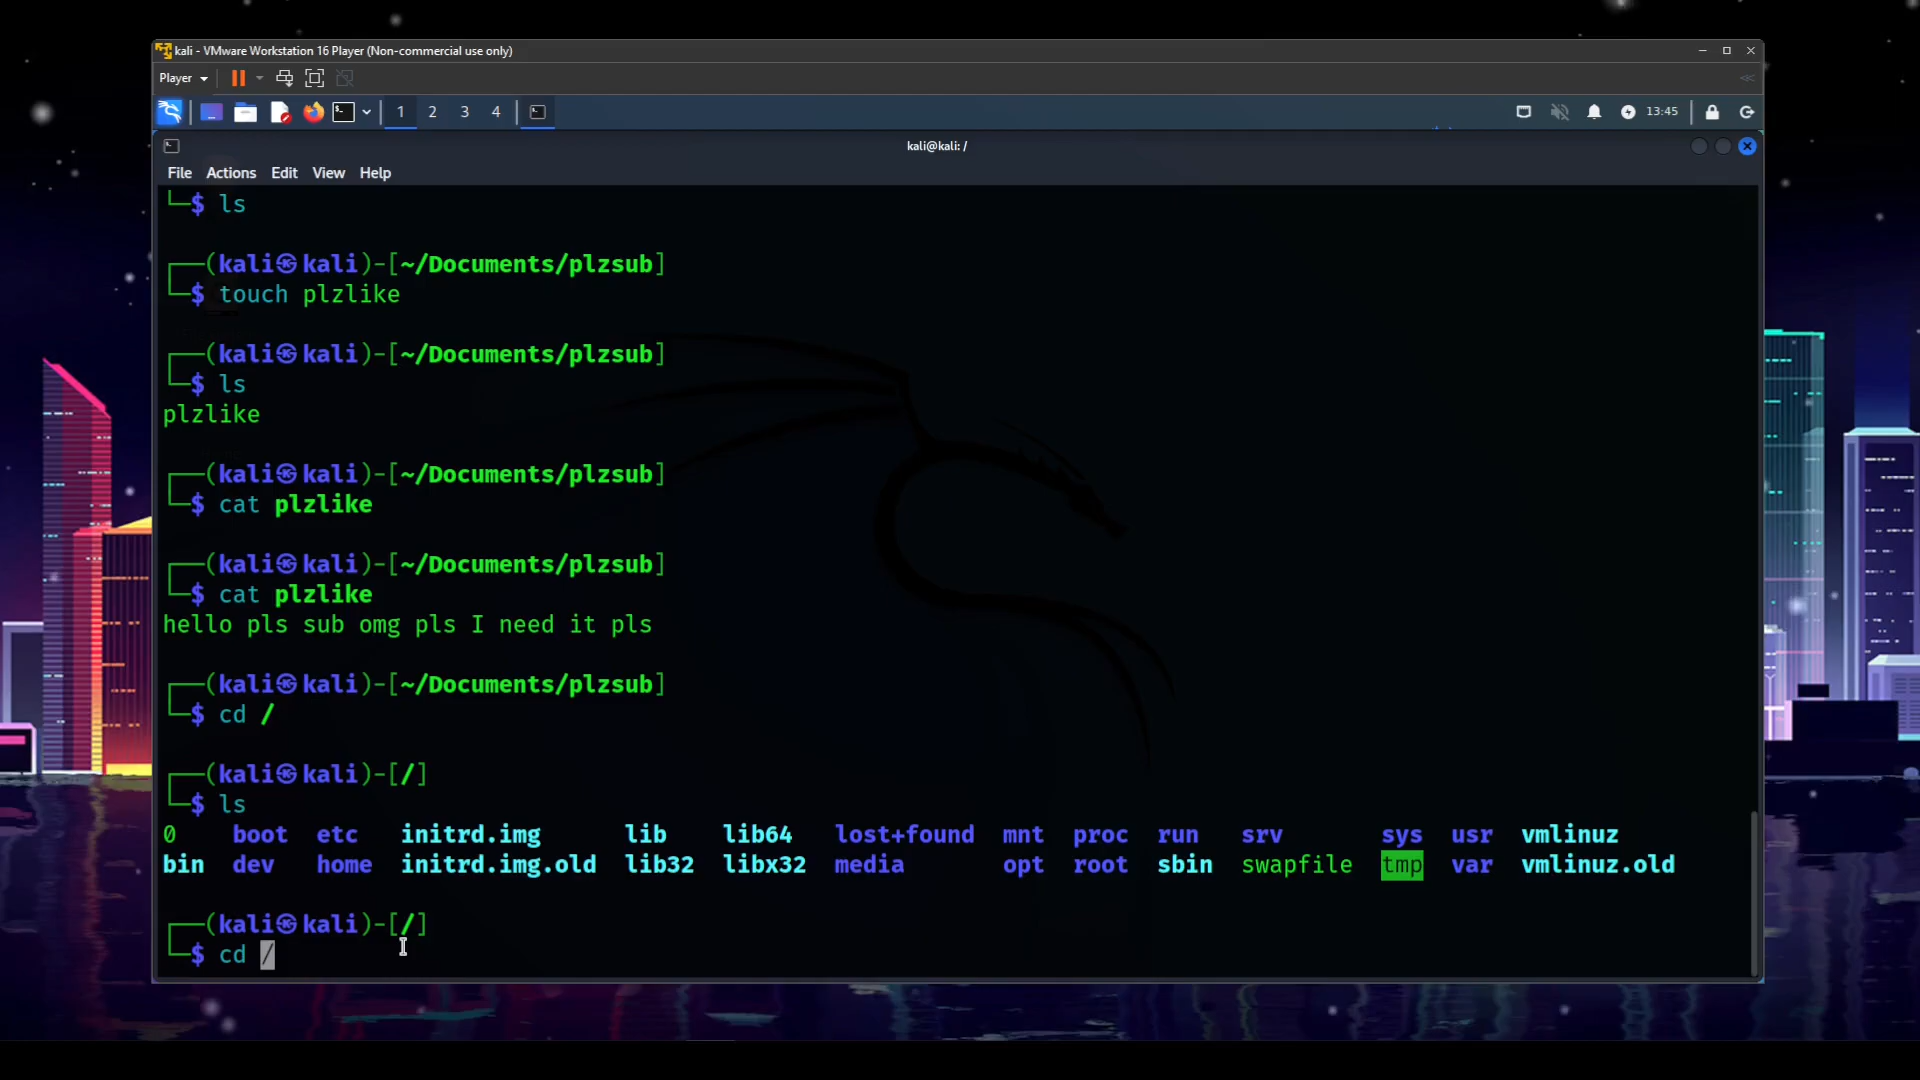 kali - VMware Workstation 16 Player (Non-commercial use only)
Player
1 2 3 4 13:45
kali@kali: /
File Actions Edit View Help
└─$ ls
┌──(kali㉿kali)-[~/Documents/plzsub]
└─$ touch plzlike
┌──(kali㉿kali)-[~/Documents/plzsub]
└─$ ls
plzlike
┌──(kali㉿kali)-[~/Documents/plzsub]
└─$ cat plzlike
┌──(kali㉿kali)-[~/Documents/plzsub]
└─$ cat plzlike
hello pls sub omg pls I need it pls
┌──(kali㉿kali)-[~/Documents/plzsub]
└─$ cd /
┌──(kali㉿kali)-[/]
└─$ ls
0 boot etc initrd.img lib lib64 lost+found mnt proc run srv sys usr vmlinuz
bin dev home initrd.img.old lib32 libx32 media opt root sbin swapfile tmp var vmlinuz.old
┌──(kali㉿kali)-[/]
└─$ cd /